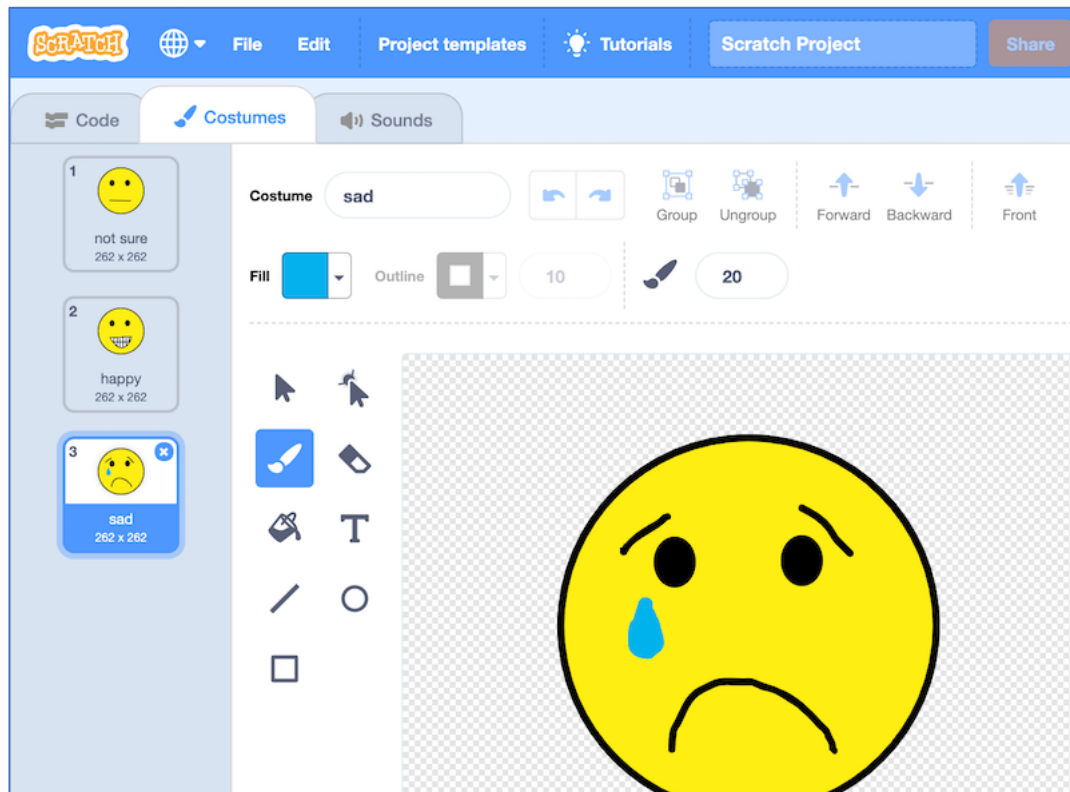 SCRATCH File Edit Project templates Tutorials Scratch Project Share
Code Costumes Sounds
1
not sure
262 x 262
2
happy
262 x 262
3
sad
262 x 262
Costume sad Group Ungroup Forward Backward Front
Fill Outline 10 20
T